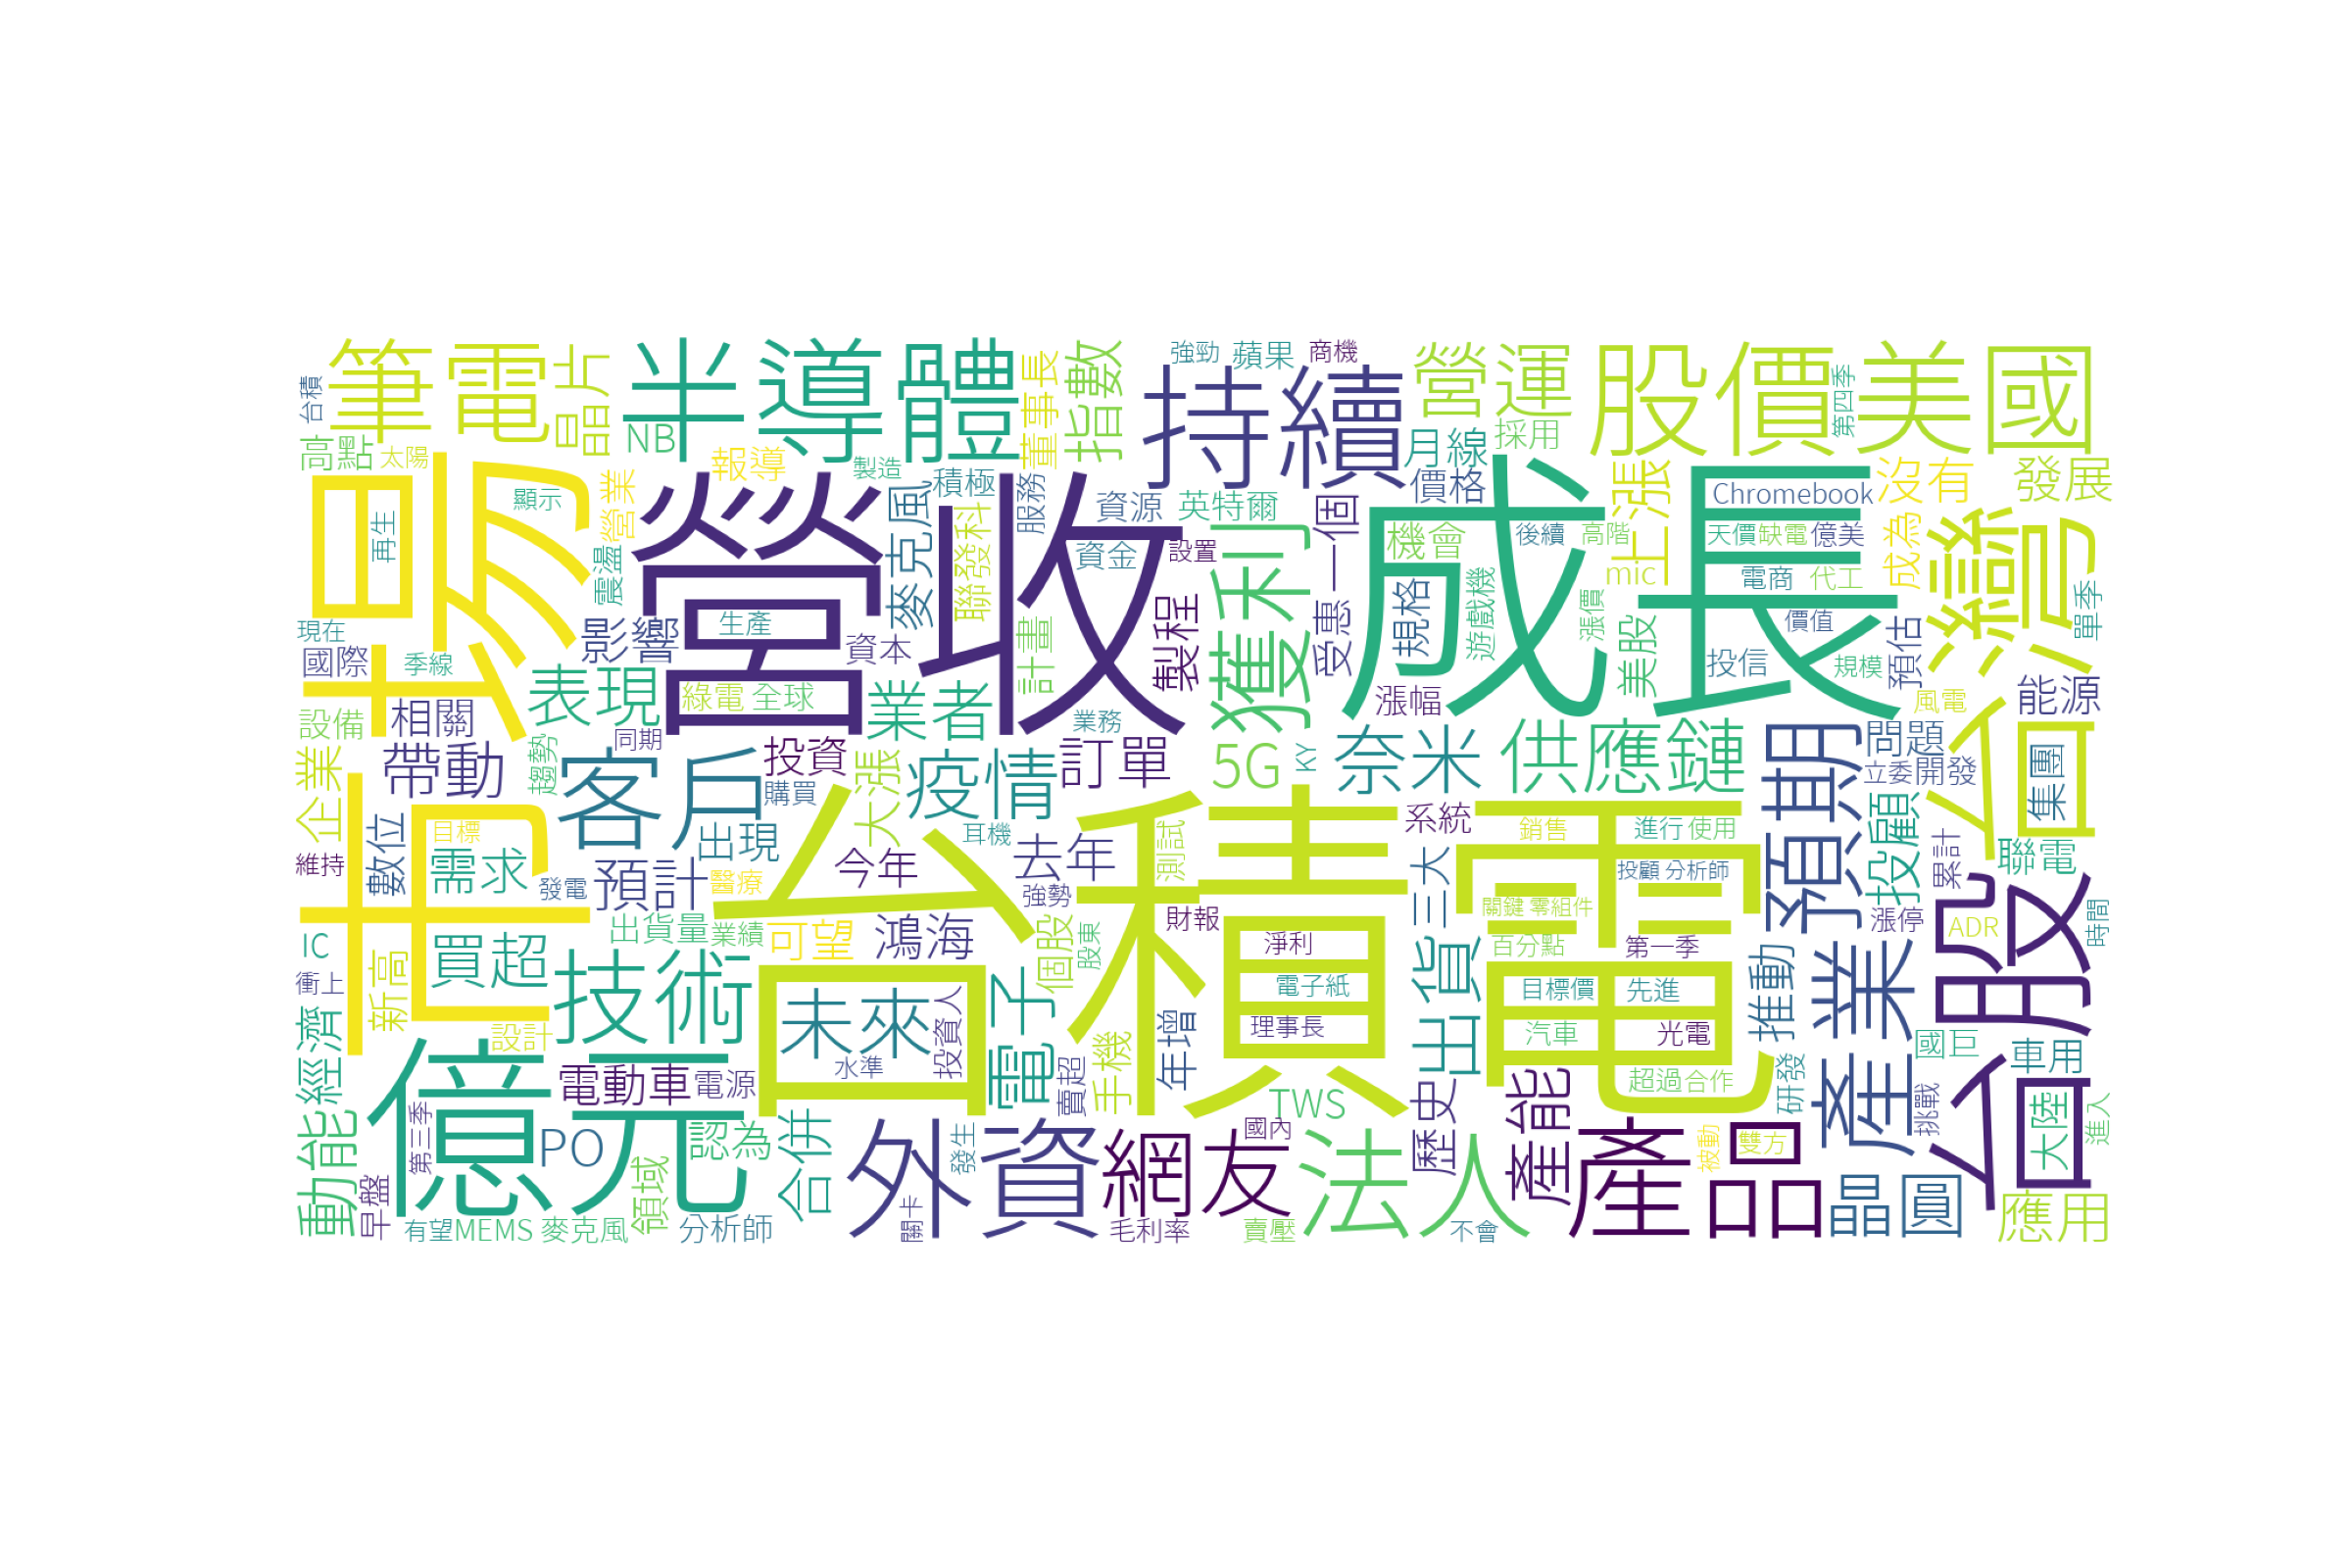 筆電
晶片
半導體
NB
董事長
指數
持續
強勁
蘋果
商機
營運
月線
採用
股價
第四季
美國
台積
高點
太陽
顯示
營業
報導
製造
積極
服務
麥克風
聯發科
資源
英特爾
價格
上漲
Chromebook
沒有
發展
市場
再生
震盪
營收
資金
設置
一個
機會
成長
後續
高階
mic
天價
缺電
億美
成為
台灣
現在
國際
季線
影響
生產
資本
計畫
製程
獲利
受惠
規格
遊戲機
漲價
美股
電商
代工
價值
投信
規模
預估
單季
設備
相關
表現
綠電
全球
業者
業務
漲幅
風電
能源
企業
帶動
趨勢
同期
客戶
投資
購買
大漲
疫情
訂單
5G
KY
奈米
供應鏈
預期
問題
立委
開發
集團
維持
數位
目標
需求
發電
出現
預計
醫療
今年
耳機
去年
強勢
測試
系統
三大
台積電
銷售
進行
使用
投顧
分析師
關鍵
零組件
投顧
累計
聯電
IC
買超
出貨量
業績
可望
鴻海
個股
股東
財報
淨利
百分點
第一季
漲停
ADR
時間
衝上
新高
公司
技術
未來
投資人
電子
電子紙
出貨
目標價
先進
推動
產業
台股
經濟
設計
水準
理事長
年增
汽車
光電
國巨
車用
億元
電動車
電源
賣超
手機
TWS
歷史
超過
合作
研發
挑戰
大陸
進入
動能
第三季
PO
認為
合併
外資
發生
網友
國內
法人
產能
被動
雙方
產品
晶圓
應用
早盤
有望
MEMS
麥克風
領域
分析師
關卡
毛利率
賣壓
不會